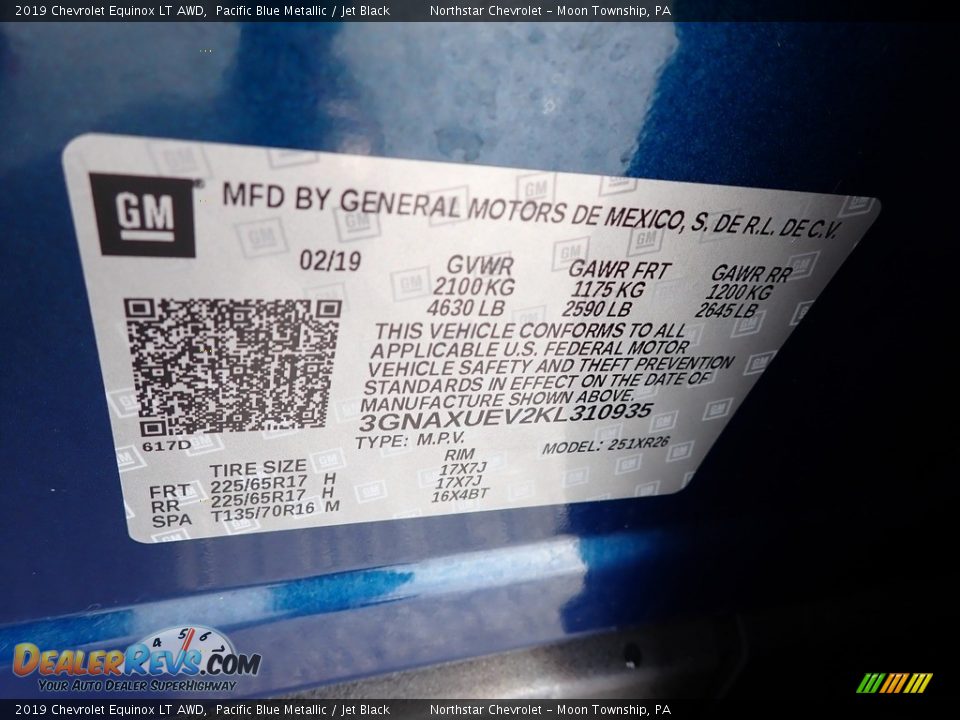 2019 Chevrolet Equinox LT AWD, Pacific Blue Metallic / Jet Black Northstar Chevrolet – Moon Township, PA
GM ® MFD BY GENERAL MOTORS DE MEXICO, S. DE R.L. DE C.V.
02/19 GVWR GAWR FRT GAWR RR
2100 KG 1175 KG 1200 KG
4630 LB 2590 LB 2645 LB
THIS VEHICLE CONFORMS TO ALL
APPLICABLE U.S. FEDERAL MOTOR
VEHICLE SAFETY AND THEFT PREVENTION
STANDARDS IN EFFECT ON THE DATE OF
MANUFACTURE SHOWN ABOVE.
3GNAXUEV2KL310935
617D TYPE: M.P.V. MODEL: 251XR26
TIRE SIZE RIM
FRT 225/65R17 H 17X7J
RR 225/65R17 H 17X7J
SPA T135/70R16 M 16X4BT
4 5 6
DEALERREVS.COM
YOUR AUTO DEALER SUPERHIGHWAY
2019 Chevrolet Equinox LT AWD, Pacific Blue Metallic / Jet Black Northstar Chevrolet – Moon Township, PA